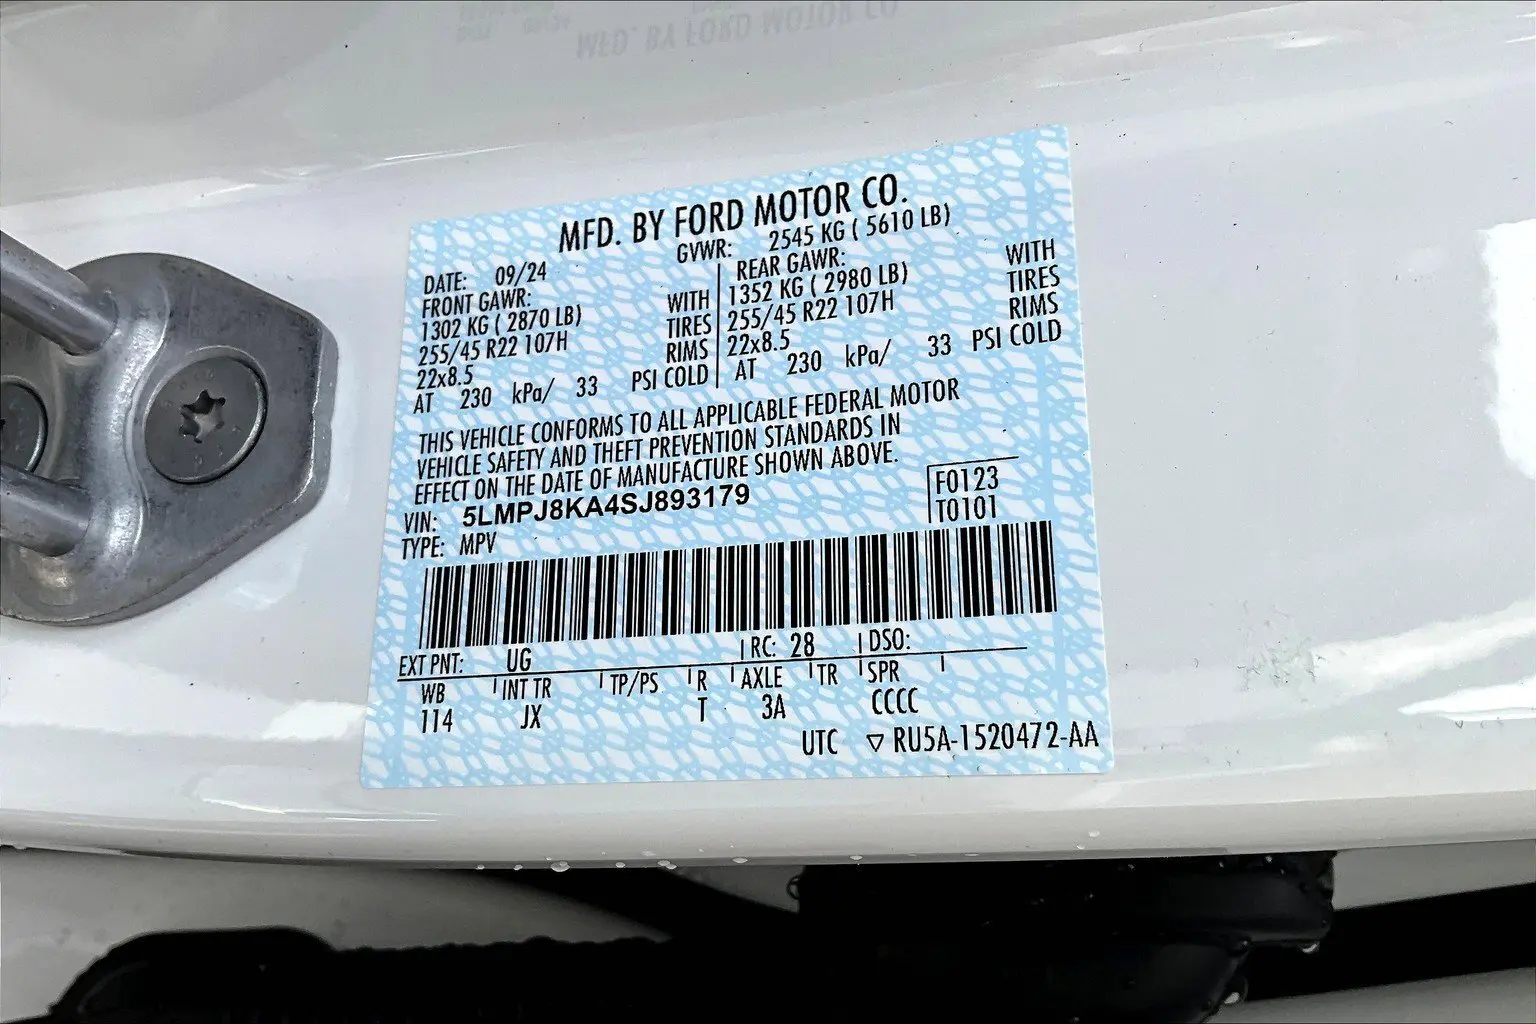 MFD. BY FORD MOTOR CO.
DATE: 09/24 GVWR: 2545 KG ( 5610 LB)
FRONT GAWR:
1302 KG ( 2870 LB) WITH
255/45 R22 107H TIRES
22x8.5 RIMS
AT 230 kPa/ 33 PSI COLD
REAR GAWR: WITH
1352 KG ( 2980 LB) TIRES
255/45 R22 107H RIMS
22x8.5
AT 230 kPa/ 33 PSI COLD
THIS VEHICLE CONFORMS TO ALL APPLICABLE FEDERAL MOTOR
VEHICLE SAFETY AND THEFT PREVENTION STANDARDS IN
EFFECT ON THE DATE OF MANUFACTURE SHOWN ABOVE.
VIN: 5LMPJ8KA4SJ893179 F0123
TYPE: MPV T0101
EXT PNT: UG RC: 28 DSO:
WB INT TR TP/PS R AXLE TR SPR
114 JX T 3A CCCC
UTC ▽ RU5A-1520472-AA